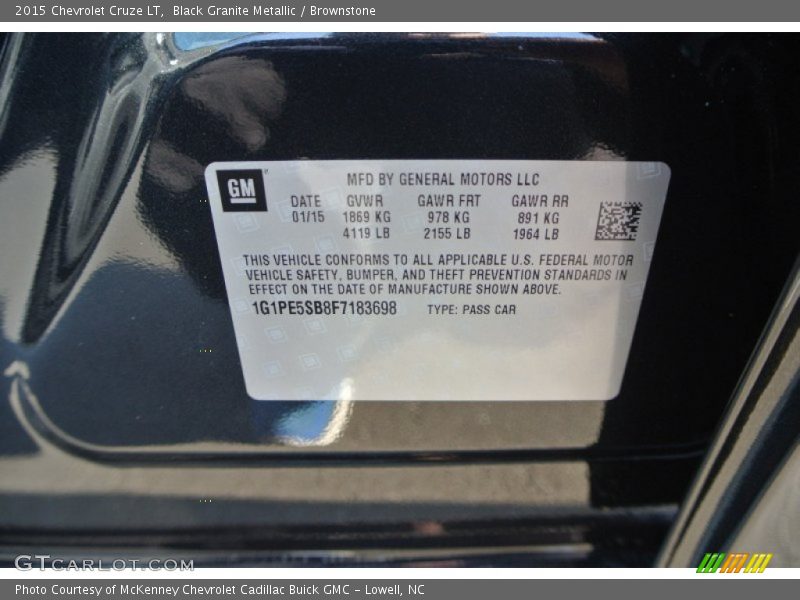 2015 Chevrolet Cruze LT, Black Granite Metallic / Brownstone
GM
MFD BY GENERAL MOTORS LLC
DATE GVWR GAWR FRT GAWR RR
01/15 1869 KG 978 KG 891 KG
4119 LB 2155 LB 1964 LB
THIS VEHICLE CONFORMS TO ALL APPLICABLE U.S. FEDERAL MOTOR
VEHICLE SAFETY, BUMPER, AND THEFT PREVENTION STANDARDS IN
EFFECT ON THE DATE OF MANUFACTURE SHOWN ABOVE.
1G1PE5SB8F7183698 TYPE: PASS CAR
GTCARLOT.COM
Photo Courtesy of McKenney Chevrolet Cadillac Buick GMC - Lowell, NC